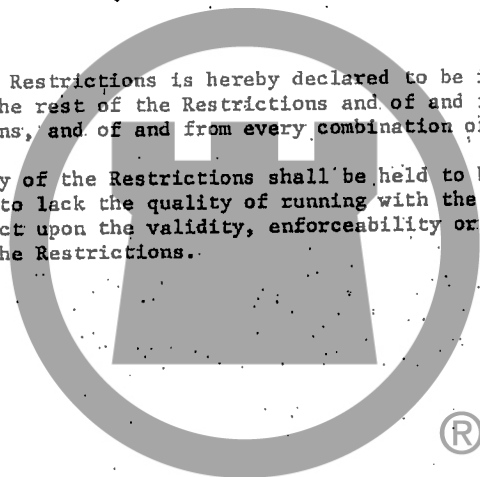 Restrictions is hereby declared to be
he rest of the Restrictions and of and
ns, and of and from every combination
y of the Restrictions shall be held to
to lack the quality of running with the
ct upon the validity, enforceability or
he Restrictions.
®